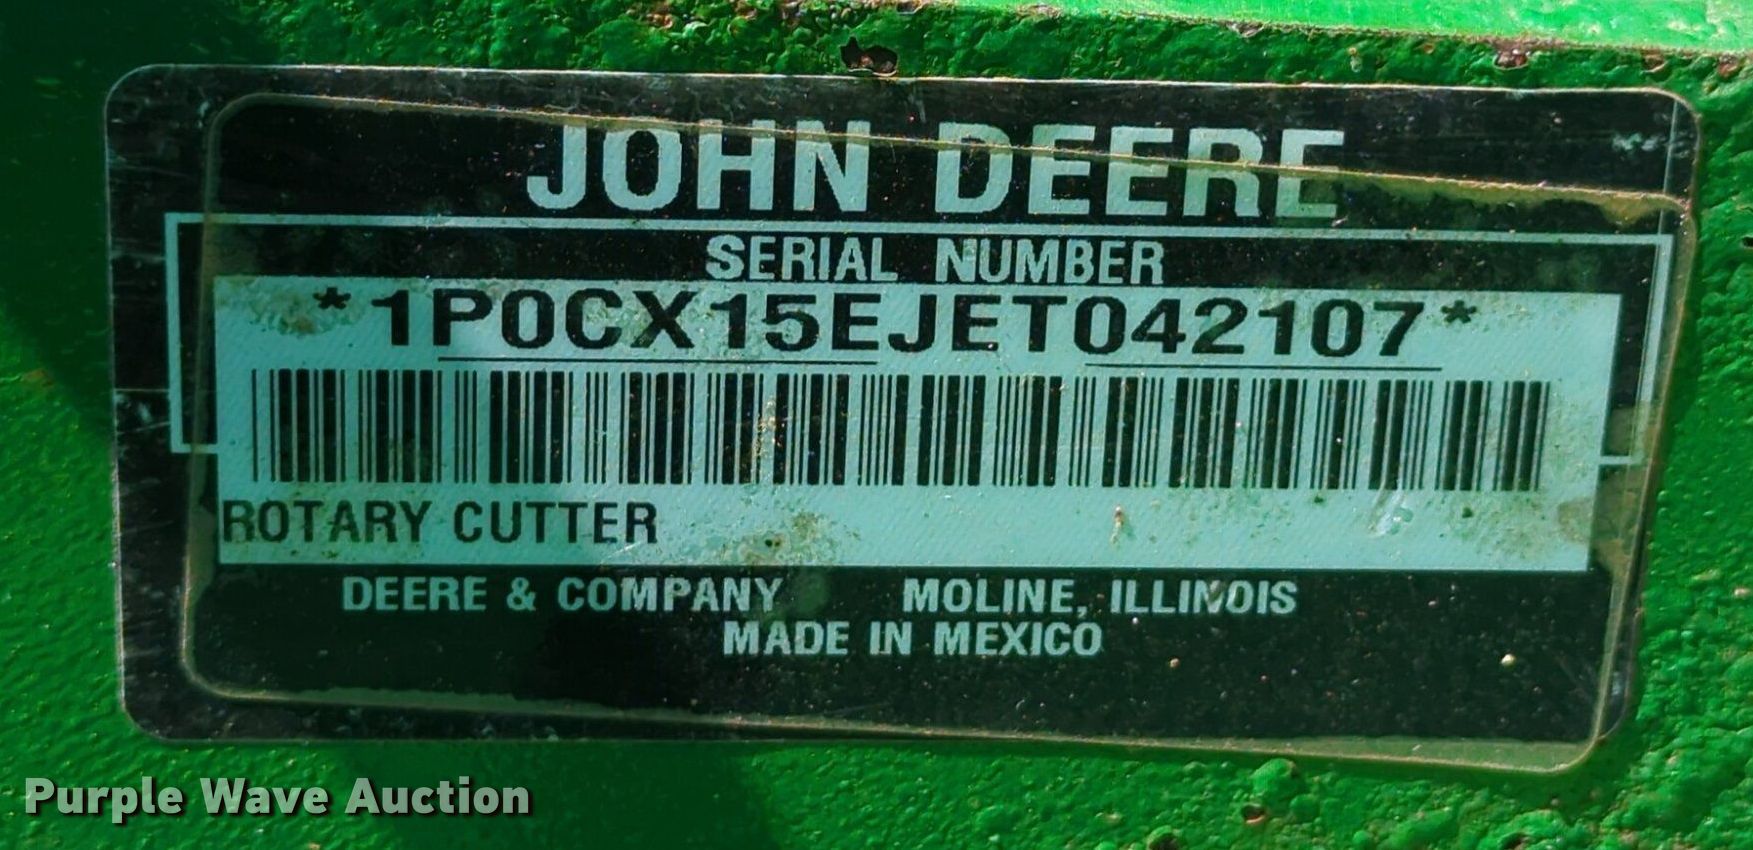 JOHN DEERE
SERIAL NUMBER
*1P0CX15EJET042107*
ROTARY CUTTER
DEERE & COMPANY MOLINE, ILLINOIS
MADE IN MEXICO
Purple Wave Auction